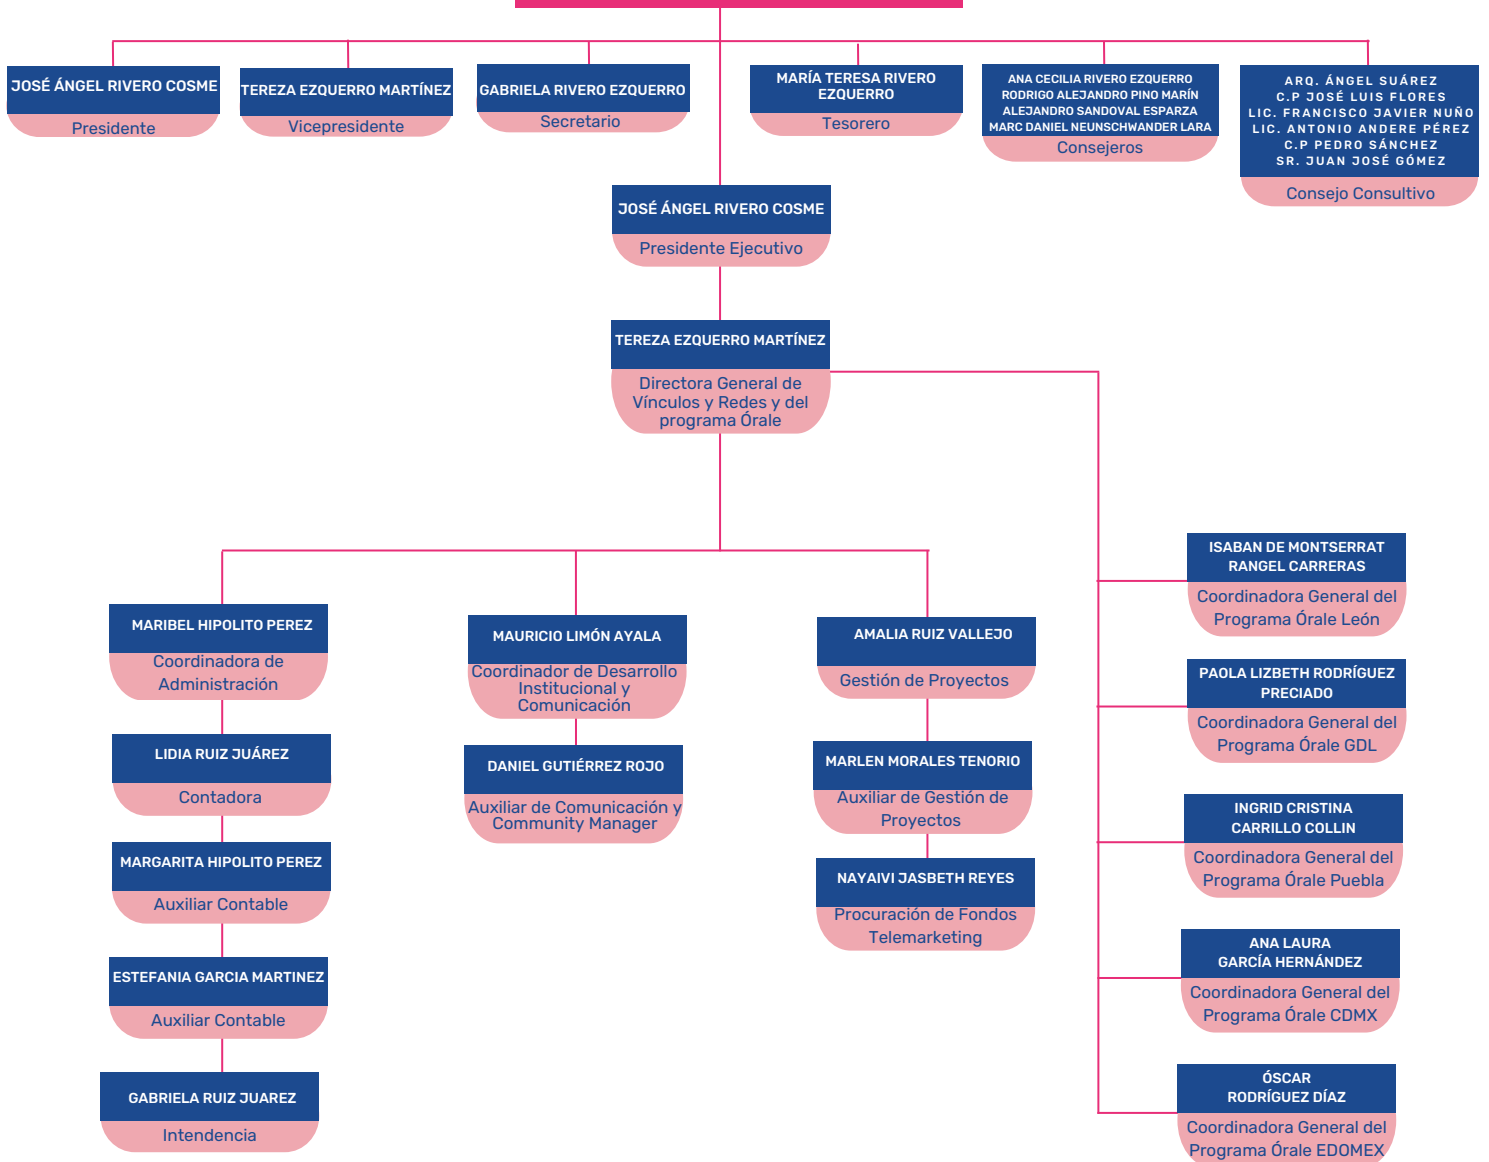 JOSÉ ÁNGEL RIVERO COSME
Presidente
TEREZA EZQUERRO MARTÍNEZ
Vicepresidente
GABRIELA RIVERO EZQUERRO
Secretario
MARÍA TERESA RIVERO
EZQUERRO
Tesorero
ANA CECILIA RIVERO EZQUERRO
RODRIGO ALEJANDRO PINO MARÍN
ALEJANDRO SANDOVAL ESPARZA
MARC DANIEL NEUNSCHWANDER LARA
Consejeros
ARQ. ÁNGEL SUÁREZ
C.P JOSÉ LUIS FLORES
LIC. FRANCISCO JAVIER NUÑO
LIC. ANTONIO ANDERE PÉREZ
C.P PEDRO SÁNCHEZ
SR. JUAN JOSÉ GÓMEZ
Consejo Consultivo
JOSÉ ÁNGEL RIVERO COSME
Presidente Ejecutivo
TEREZA EZQUERRO MARTÍNEZ
Directora General de
Vínculos y Redes y del
programa Órale
MARIBEL HIPOLITO PEREZ
Coordinadora de
Administración
LIDIA RUIZ JUÁREZ
Contadora
MARGARITA HIPOLITO PEREZ
Auxiliar Contable
ESTEFANIA GARCIA MARTINEZ
Auxiliar Contable
GABRIELA RUIZ JUAREZ
Intendencia
MAURICIO LIMÓN AYALA
Coordinador de Desarrollo
Institucional y
Comunicación
DANIEL GUTIÉRREZ ROJO
Auxiliar de Comunicación y
Community Manager
AMALIA RUIZ VALLEJO
Gestión de Proyectos
MARLEN MORALES TENORIO
Auxiliar de Gestión de
Proyectos
NAYAIVI JASBETH REYES
Procuración de Fondos
Telemarketing
ISABAN DE MONTSERRAT
RANGEL CARRERAS
Coordinadora General del
Programa Órale León
PAOLA LIZBETH RODRÍGUEZ
PRECIADO
Coordinadora General del
Programa Órale GDL
INGRID CRISTINA
CARRILLO COLLIN
Coordinadora General del
Programa Órale Puebla
ANA LAURA
GARCÍA HERNÁNDEZ
Coordinadora General del
Programa Órale CDMX
ÓSCAR
RODRÍGUEZ DÍAZ
Coordinadora General del
Programa Órale EDOMEX